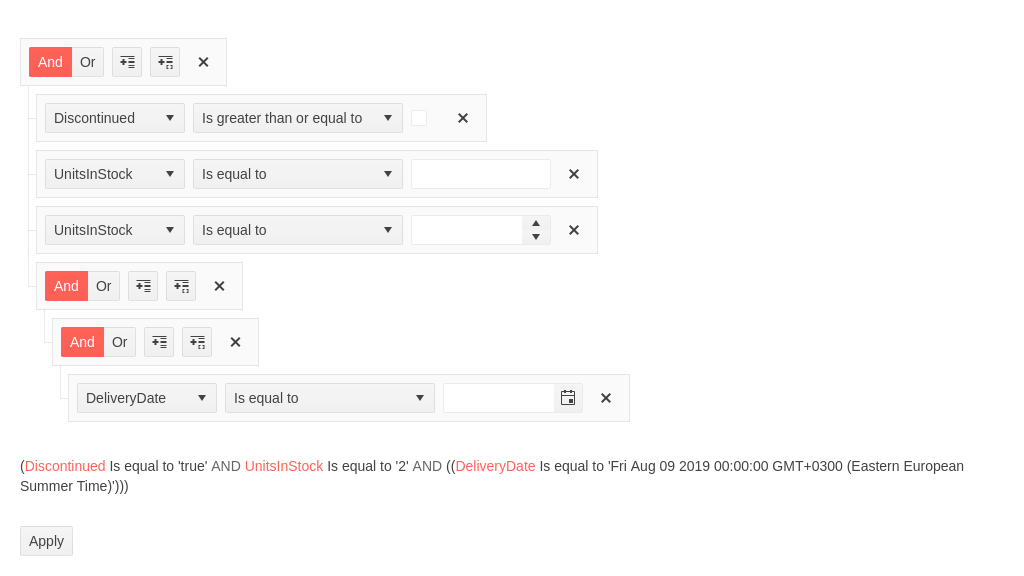 And Or
Discontinued Is greater than or equal to
UnitsInStock Is equal to
UnitsInStock Is equal to
And Or
And Or
DeliveryDate Is equal to
(Discontinued Is equal to 'true' AND UnitsInStock Is equal to '2' AND ((DeliveryDate Is equal to 'Fri Aug 09 2019 00:00:00 GMT+0300 (Eastern European
Summer Time)')))
Apply